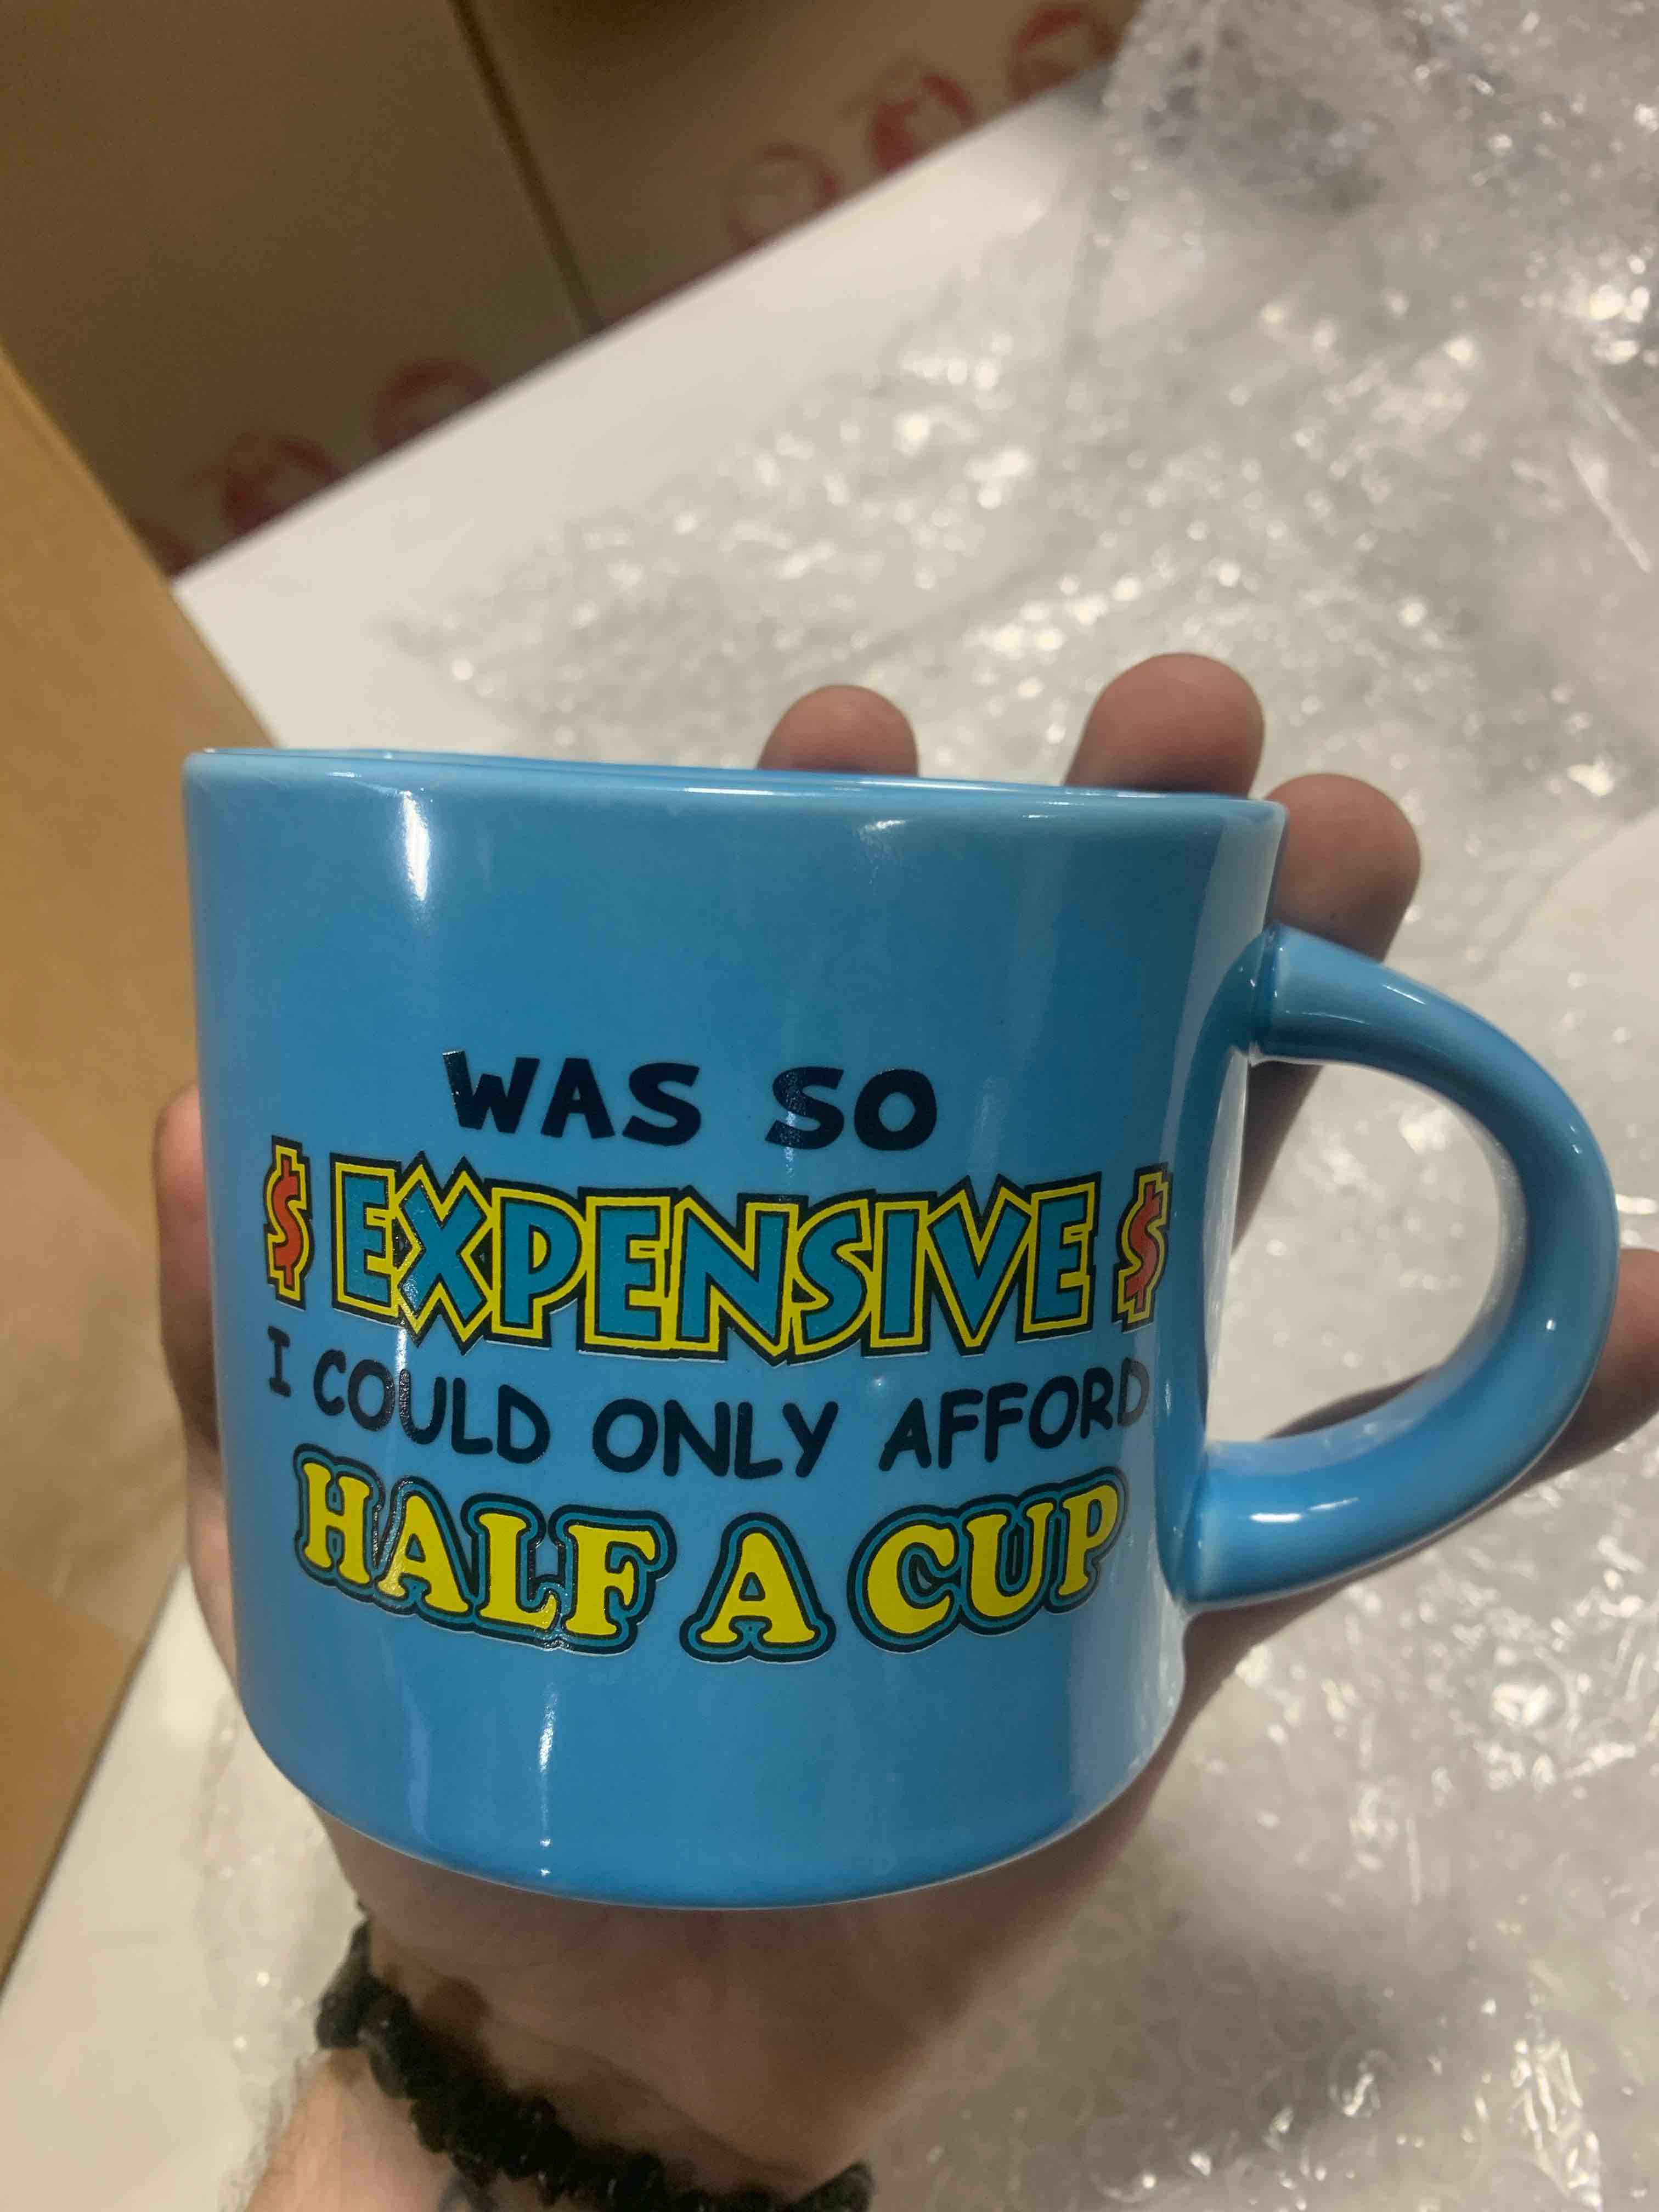 WAS SO
$ EXPENSIVE $
I COULD ONLY AFFORD
HALF A CUP